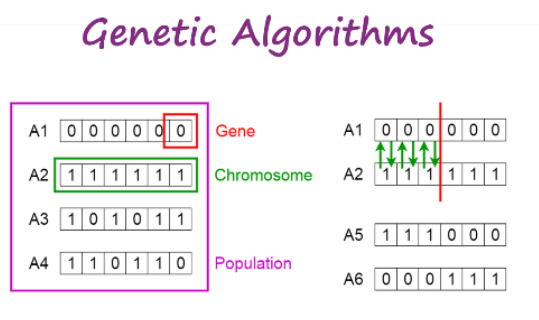 Genetic Algorithms
A1 0 0 0 0 0 0 Gene
A2 1 1 1 1 1 1 Chromosome
A3 1 0 1 0 1 1
A4 1 1 0 1 1 0 Population
A1 0 0 0 0 0 0
A2 1 1 1 1 1 1
A5 1 1 1 0 0 0
A6 0 0 0 1 1 1